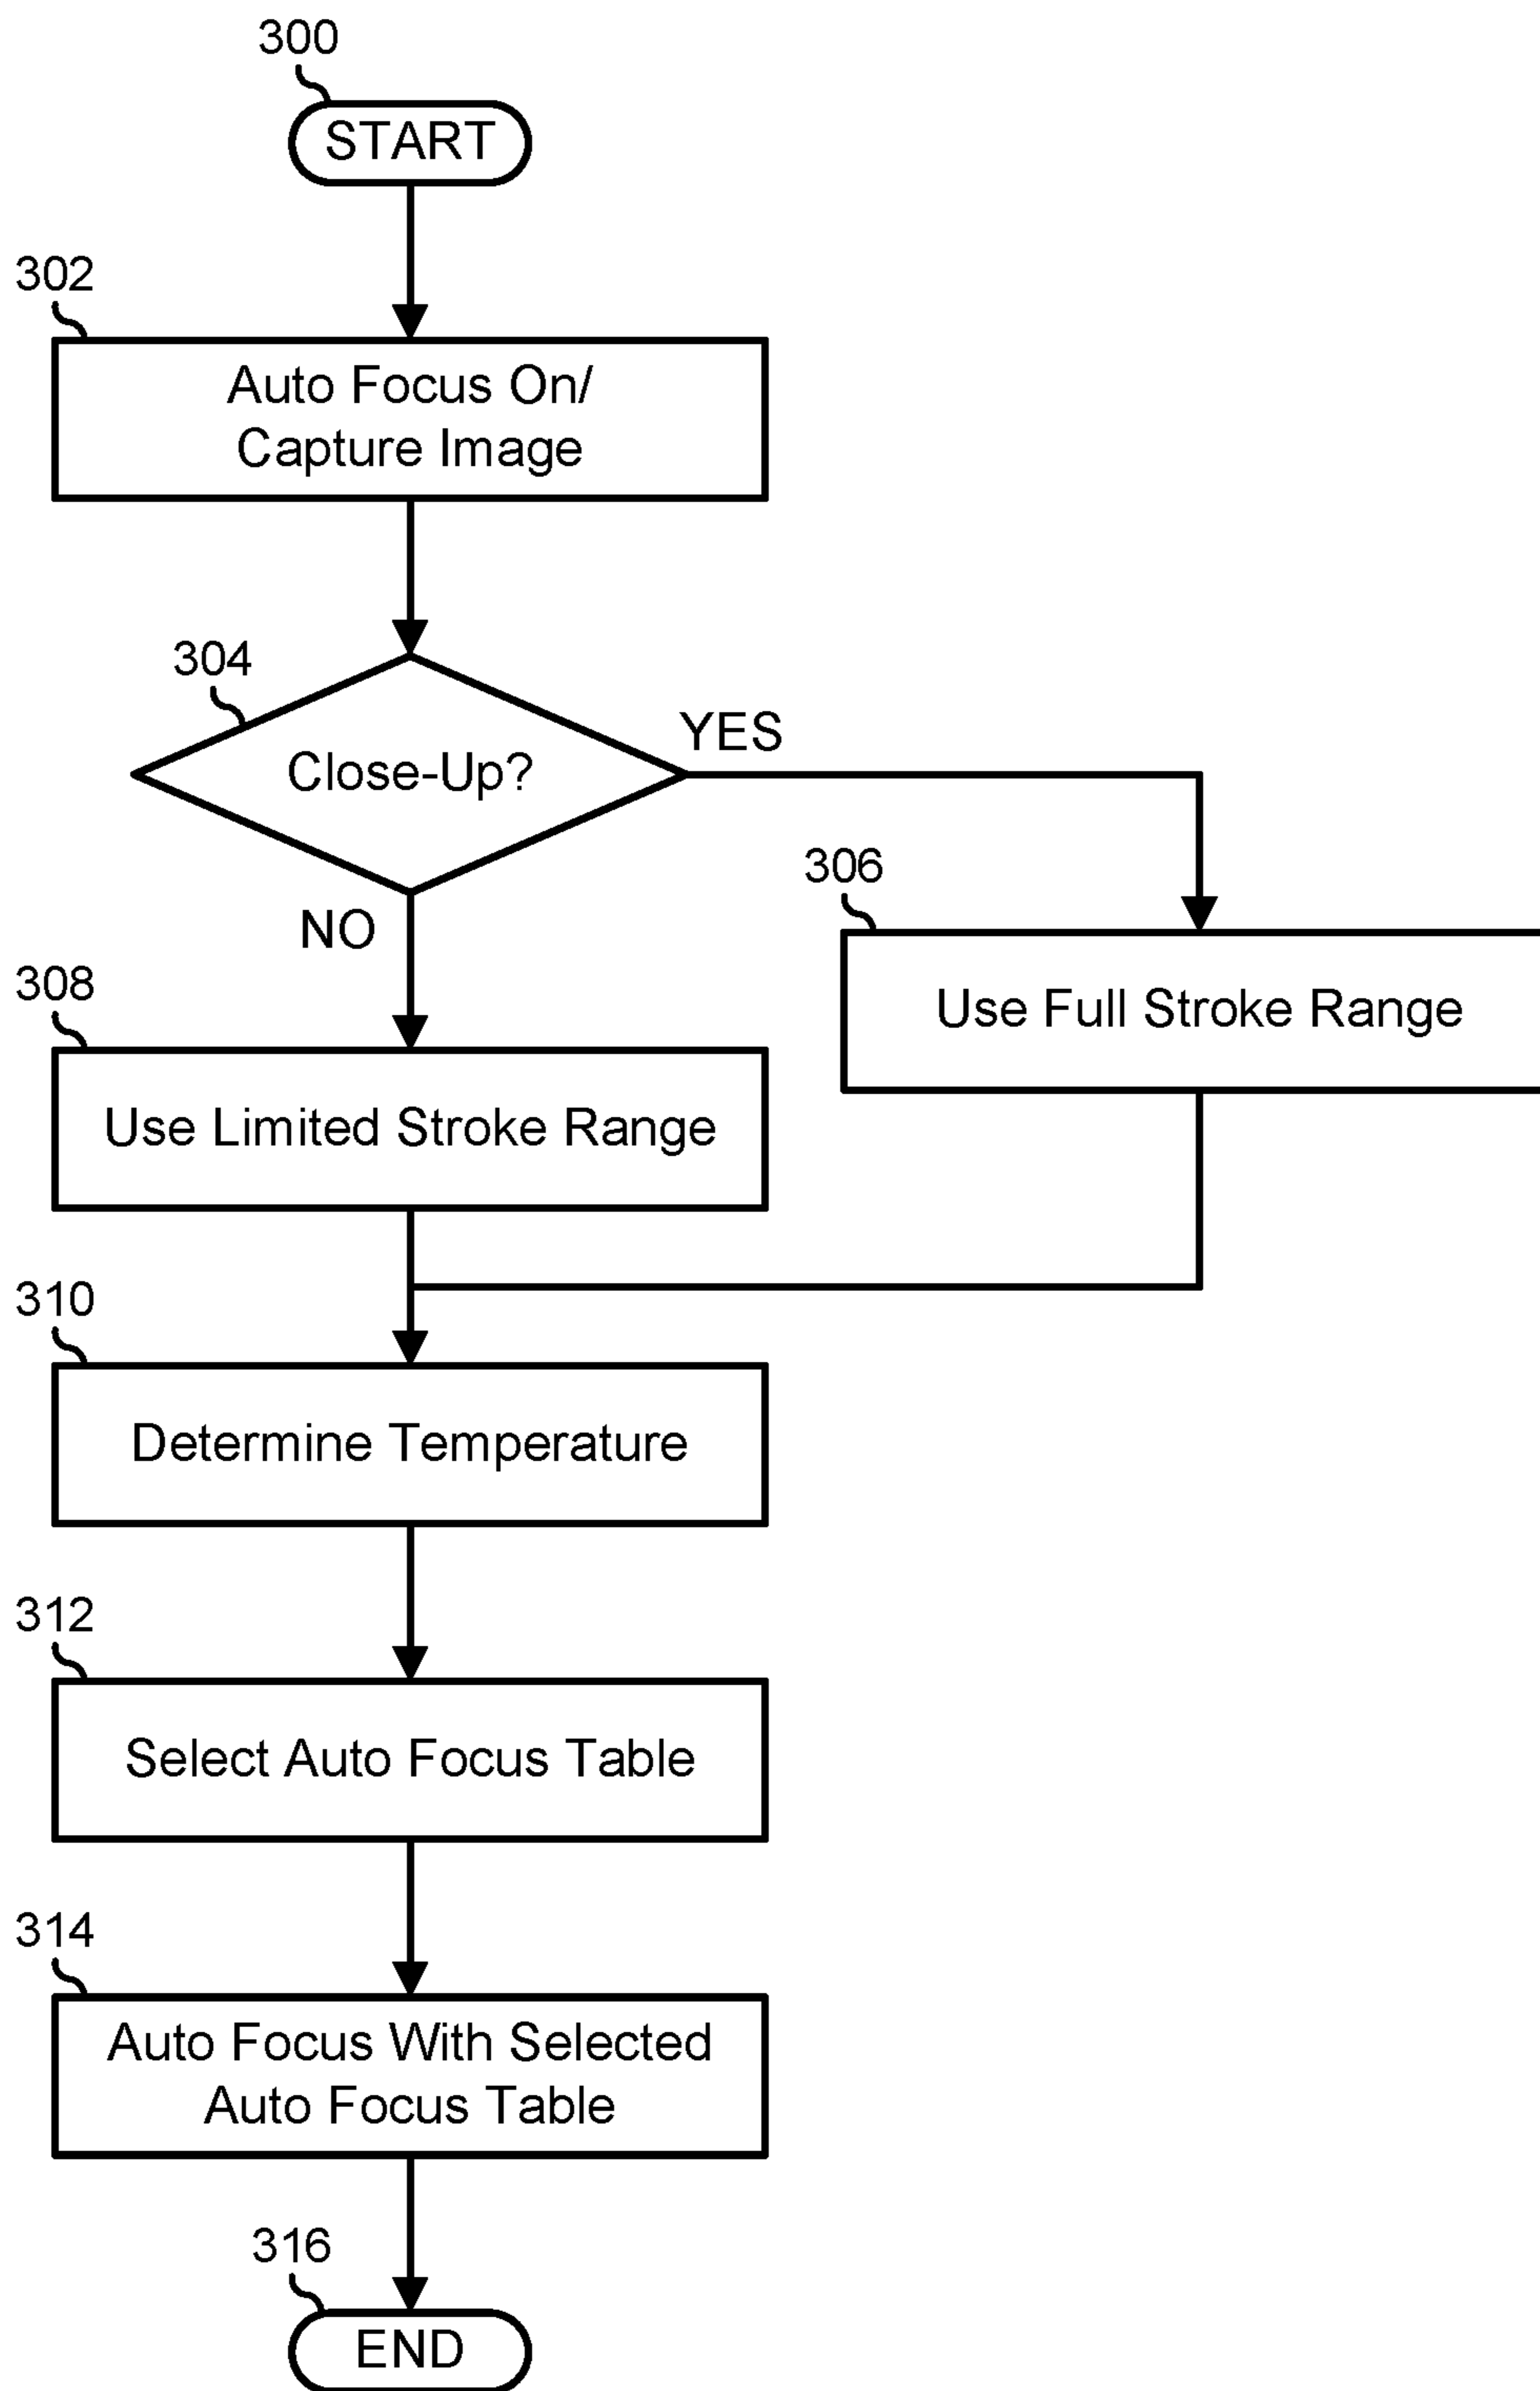 300
START
302
Auto Focus On/
Capture Image
304
Close-Up?
YES
NO
306
Use Full Stroke Range
308
Use Limited Stroke Range
310
Determine Temperature
312
Select Auto Focus Table
314
Auto Focus With Selected
Auto Focus Table
316
END